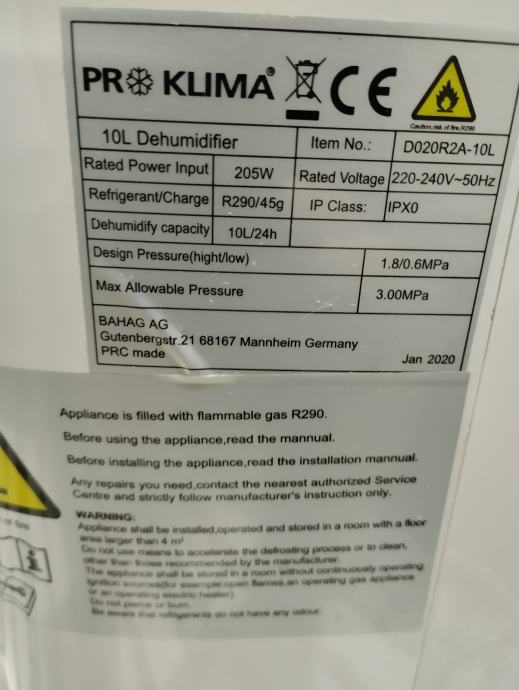 PRO KLIMA®
CE
Caution,risk of fire,R290
10L Dehumidifier Item No.: D020R2A-10L
Rated Power Input 205W Rated Voltage 220-240V~50Hz
Refrigerant/Charge R290/45g IP Class: IPX0
Dehumidify capacity 10L/24h
Design Pressure(hight/low) 1.8/0.6MPa
Max Allowable Pressure 3.00MPa
BAHAG AG
Gutenbergstr.21 68167 Mannheim Germany
PRC made Jan 2020
Appliance is filled with flammable gas R290.
Before using the appliance,read the mannual.
Before installing the appliance,read the installation mannual.
Any repairs you need,contact the nearest authorized Service
Centre and strictly follow manufacturer's instruction only.
WARNING:
Appliance shall be installed,operated and stored in a room with a floor
area larger than 4 m²
Do not use means to accelerate the defrosting process or to clean,
other than those recommended by the manufacturer.
The appliance shall be stored in a room without continuously operating
ignition sources(for example:open flames,an operating gas appliance
or an operating electric heater).
Do not pierce or burn.
Be aware that refrigerants do not have any odour.
of fire